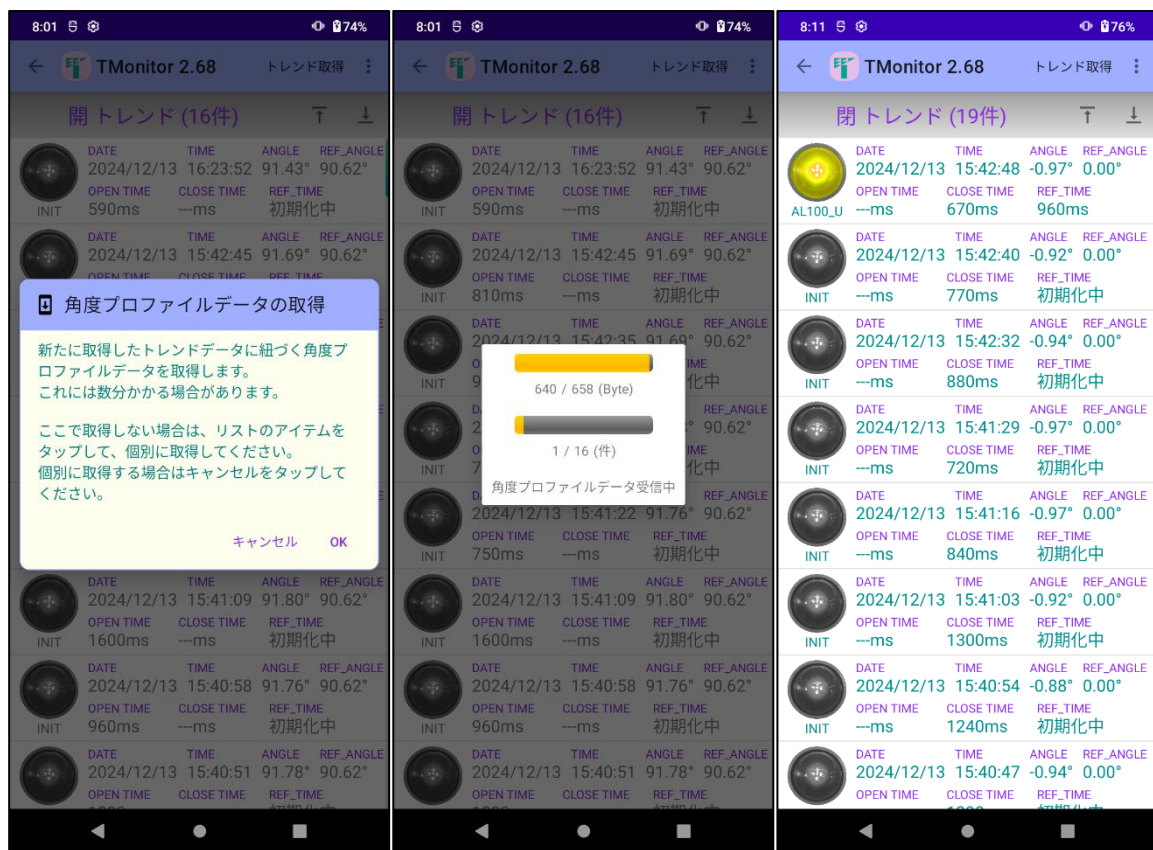 8:01
74%
TMonitor 2.68
トレンド取得
開 トレンド (16件)
DATE TIME ANGLE REF_ANGLE
2024/12/13 16:23:52 91.43° 90.62°
OPEN TIME CLOSE TIME REF_TIME
INIT 590ms ---ms 初期化中
DATE TIME ANGLE REF_ANGLE
2024/12/13 15:42:45 91.69° 90.62°
OPEN TIME CLOSE TIME REF_TIME
角度プロファイルデータの取得
新たに取得したトレンドデータに紐づく角度プ
ロファイルデータを取得します。
これには数分かかる場合があります。
ここで取得しない場合は、リストのアイテムを
タップして、個別に取得してください。
個別に取得する場合はキャンセルをタップして
ください。
キャンセル OK
DATE TIME ANGLE REF_ANGLE
2024/12/13 15:41:09 91.80° 90.62°
OPEN TIME CLOSE TIME REF_TIME
INIT 1600ms ---ms 初期化中
DATE TIME ANGLE REF_ANGLE
2024/12/13 15:40:58 91.76° 90.62°
OPEN TIME CLOSE TIME REF_TIME
INIT 960ms ---ms 初期化中
DATE TIME ANGLE REF_ANGLE
2024/12/13 15:40:51 91.78° 90.62°
OPEN TIME CLOSE TIME REF_TIME
8:01
74%
TMonitor 2.68
トレンド取得
開 トレンド (16件)
DATE TIME ANGLE REF_ANGLE
2024/12/13 16:23:52 91.43° 90.62°
OPEN TIME CLOSE TIME REF_TIME
INIT 590ms ---ms 初期化中
DATE TIME ANGLE REF_ANGLE
2024/12/13 15:42:45 91.69° 90.62°
OPEN TIME CLOSE TIME REF_TIME
INIT 810ms ---ms 初期化中
DATE TIME ANGLE REF_ANGLE
2024/12/13 15:42:35 91.69° 90.62°
INIT
640 / 658 (Byte)
1 / 16 (件)
角度プロファイルデータ受信中
INIT
2024/12/13 15:41:22 91.76° 90.62°
OPEN TIME CLOSE TIME REF_TIME
INIT 750ms ---ms 初期化中
DATE TIME ANGLE REF_ANGLE
2024/12/13 15:41:09 91.80° 90.62°
OPEN TIME CLOSE TIME REF_TIME
INIT 1600ms ---ms 初期化中
DATE TIME ANGLE REF_ANGLE
2024/12/13 15:40:58 91.76° 90.62°
OPEN TIME CLOSE TIME REF_TIME
INIT 960ms ---ms 初期化中
DATE TIME ANGLE REF_ANGLE
2024/12/13 15:40:51 91.78° 90.62°
OPEN TIME CLOSE TIME REF_TIME
8:11
76%
TMonitor 2.68
トレンド取得
閉 トレンド (19件)
DATE TIME ANGLE REF_ANGLE
2024/12/13 15:42:48 -0.97° 0.00°
OPEN TIME CLOSE TIME REF_TIME
AL100_U ---ms 670ms 960ms
DATE TIME ANGLE REF_ANGLE
2024/12/13 15:42:40 -0.92° 0.00°
OPEN TIME CLOSE TIME REF_TIME
INIT ---ms 770ms 初期化中
DATE TIME ANGLE REF_ANGLE
2024/12/13 15:42:32 -0.94° 0.00°
OPEN TIME CLOSE TIME REF_TIME
INIT ---ms 880ms 初期化中
DATE TIME ANGLE REF_ANGLE
2024/12/13 15:41:29 -0.97° 0.00°
OPEN TIME CLOSE TIME REF_TIME
INIT ---ms 720ms 初期化中
DATE TIME ANGLE REF_ANGLE
2024/12/13 15:41:16 -0.97° 0.00°
OPEN TIME CLOSE TIME REF_TIME
INIT ---ms 840ms 初期化中
DATE TIME ANGLE REF_ANGLE
2024/12/13 15:41:03 -0.92° 0.00°
OPEN TIME CLOSE TIME REF_TIME
INIT ---ms 1300ms 初期化中
DATE TIME ANGLE REF_ANGLE
2024/12/13 15:40:54 -0.88° 0.00°
OPEN TIME CLOSE TIME REF_TIME
INIT ---ms 1240ms 初期化中
DATE TIME ANGLE REF_ANGLE
2024/12/13 15:40:47 -0.94° 0.00°
OPEN TIME CLOSE TIME REF_TIME